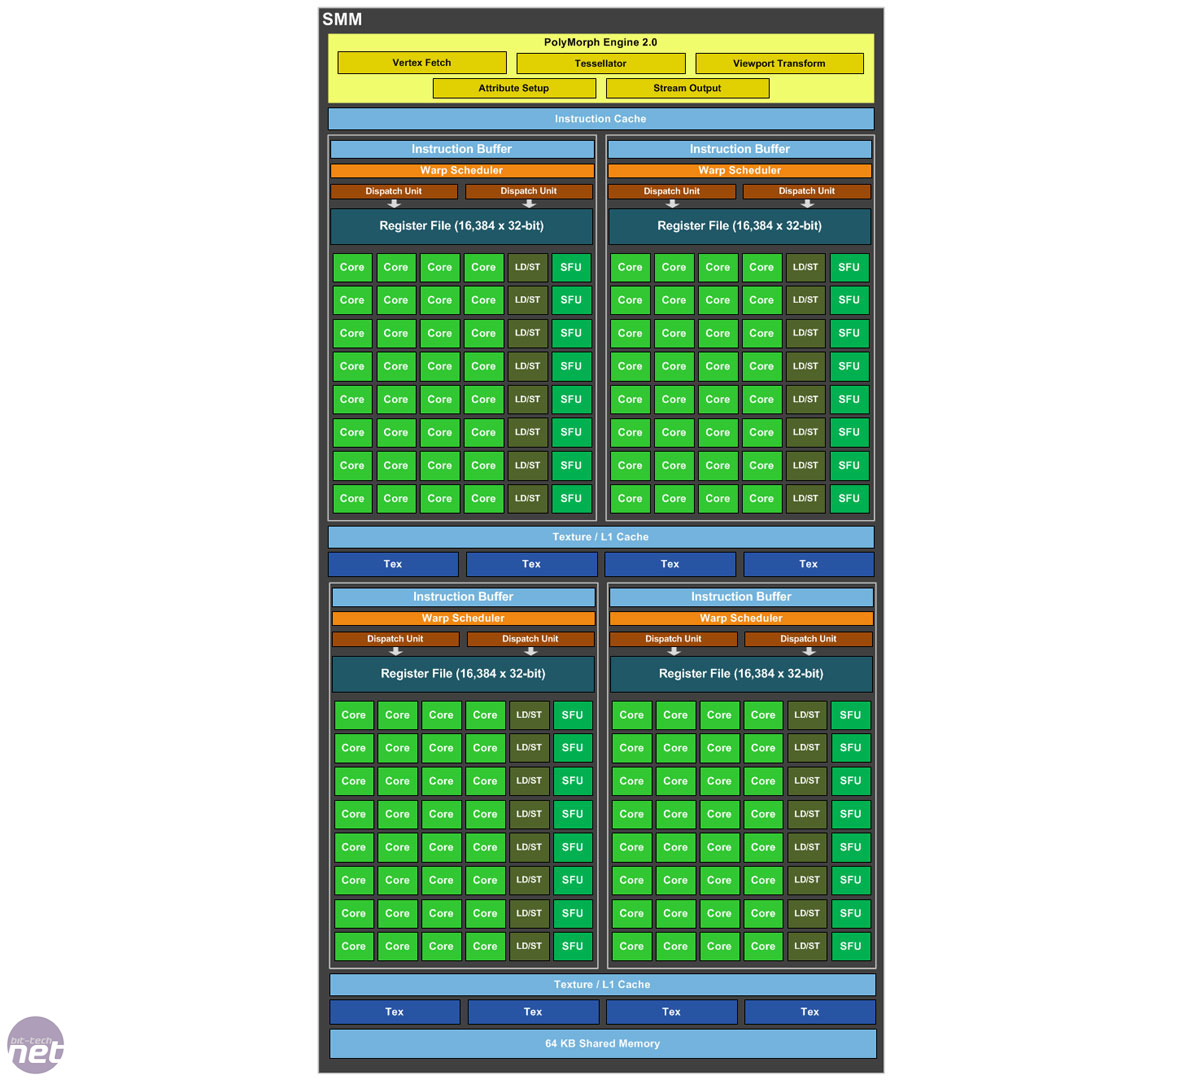 SMM
PolyMorph Engine 2.0
Vertex Fetch Tessellator Viewport Transform
Attribute Setup Stream Output
Instruction Cache
Instruction Buffer Instruction Buffer
Warp Scheduler Warp Scheduler
Dispatch Unit Dispatch Unit Dispatch Unit Dispatch Unit
Register File (16,384 x 32-bit) Register File (16,384 x 32-bit)
Core Core Core Core LD/ST SFU Core Core Core Core LD/ST SFU
Core Core Core Core LD/ST SFU Core Core Core Core LD/ST SFU
Core Core Core Core LD/ST SFU Core Core Core Core LD/ST SFU
Core Core Core Core LD/ST SFU Core Core Core Core LD/ST SFU
Core Core Core Core LD/ST SFU Core Core Core Core LD/ST SFU
Core Core Core Core LD/ST SFU Core Core Core Core LD/ST SFU
Core Core Core Core LD/ST SFU Core Core Core Core LD/ST SFU
Core Core Core Core LD/ST SFU Core Core Core Core LD/ST SFU
Texture / L1 Cache
Tex Tex Tex Tex
Instruction Buffer Instruction Buffer
Warp Scheduler Warp Scheduler
Dispatch Unit Dispatch Unit Dispatch Unit Dispatch Unit
Register File (16,384 x 32-bit) Register File (16,384 x 32-bit)
Core Core Core Core LD/ST SFU Core Core Core Core LD/ST SFU
Core Core Core Core LD/ST SFU Core Core Core Core LD/ST SFU
Core Core Core Core LD/ST SFU Core Core Core Core LD/ST SFU
Core Core Core Core LD/ST SFU Core Core Core Core LD/ST SFU
Core Core Core Core LD/ST SFU Core Core Core Core LD/ST SFU
Core Core Core Core LD/ST SFU Core Core Core Core LD/ST SFU
Core Core Core Core LD/ST SFU Core Core Core Core LD/ST SFU
Core Core Core Core LD/ST SFU Core Core Core Core LD/ST SFU
Texture / L1 Cache
Tex Tex Tex Tex
64 KB Shared Memory
bit-tech
net